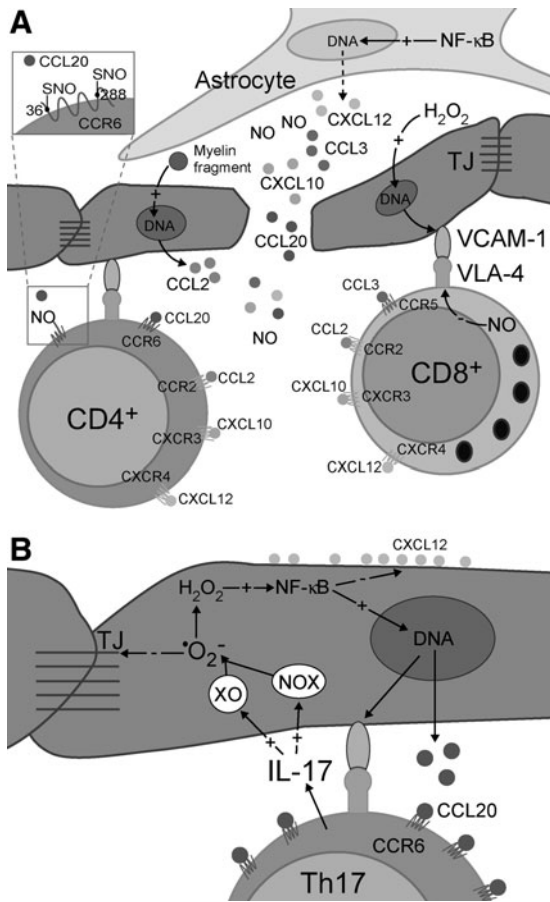 A
CCL20
SNO
SNO
36
288
CCR6
DNA
+
NF-κB
Astrocyte
NO
NO
CXCL12
H2O2
CCL3
+
TJ
Myelin
fragment
+
CXCL10
DNA
DNA
CCL20
VCAM-1
CCL2
VLA-4
NO
CCL20
NO
CCL3
CCR5
-
NO
CCR6
CCL2
CCR2
CCR2
CCL2
CD8+
CD4+
CXCL10
CXCR3
CXCR3
CXCL10
CXCR4
CXCR4
CXCL12
CXCL12
B
CXCL12
H2O2
+
NF-κB
-
+
TJ
-
•O2-
DNA
XO
NOX
+
+
IL-17
CCL20
CCR6
Th17